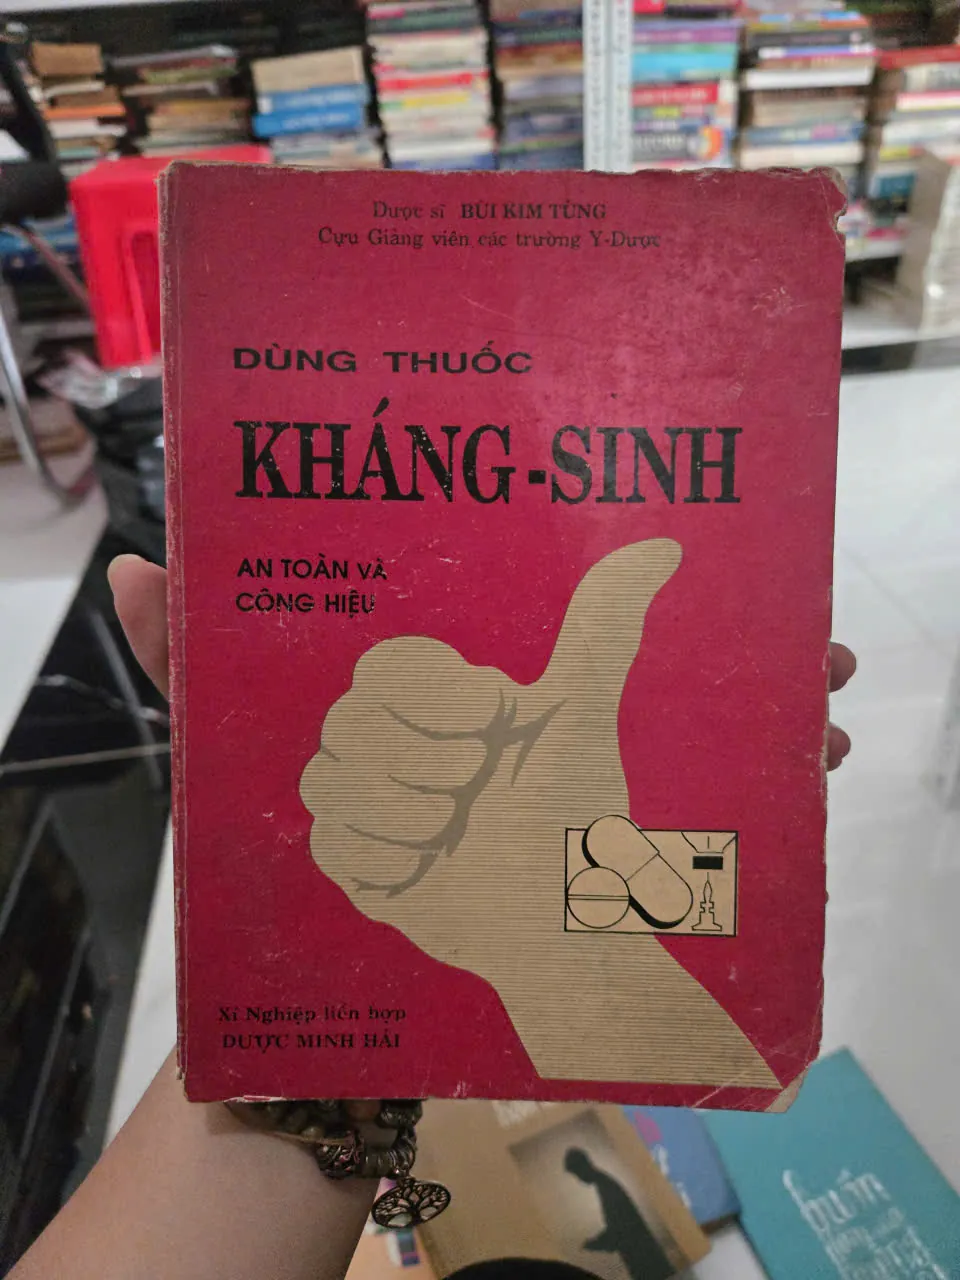 Dược sĩ BÙI KIM TÙNG
Cựu Giảng viên các trường Y-Dược
DÙNG THUỐC
KHÁNG-SINH
AN TOÀN VÀ
CÔNG HIỆU
Xí Nghiệp liên hợp
DƯỢC MINH HẢI
buồn